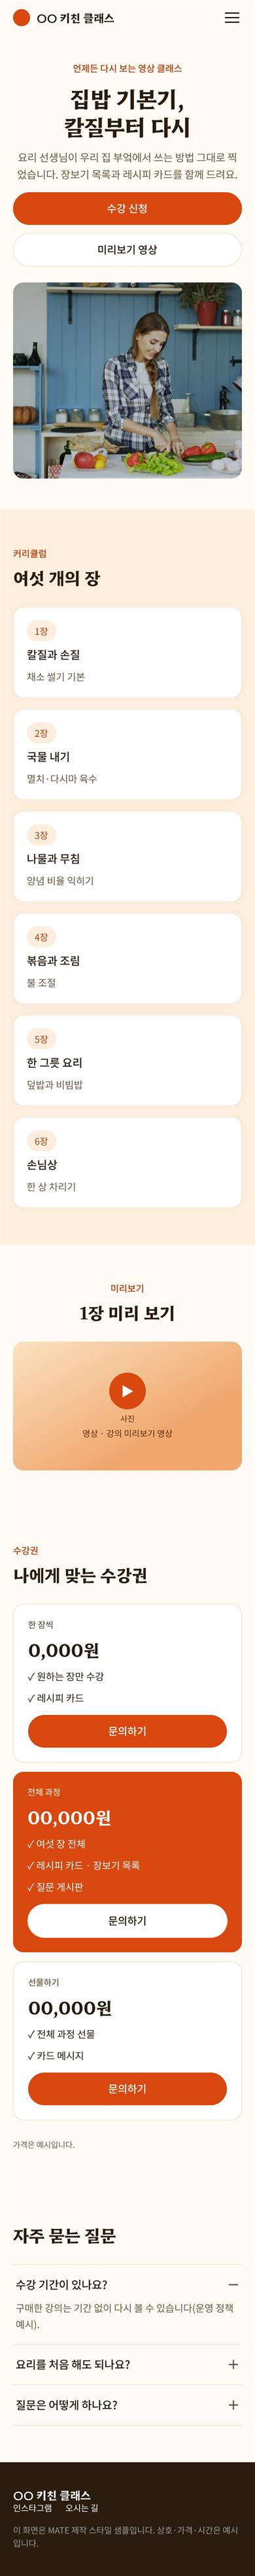 OO 키친 클래스
언제든 다시 보는 영상 클래스
집밥 기본기,
칼질부터 다시
요리 선생님이 우리 집 부엌에서 쓰는 방법 그대로 찍
었습니다. 장보기 목록과 레시피 카드를 함께 드려요.
수강 신청
미리보기 영상
커리큘럼
여섯 개의 장
1장
칼질과 손질
채소 썰기 기본
2장
국물 내기
멸치·다시마 육수
3장
나물과 무침
양념 비율 익히기
4장
볶음과 조림
불 조절
5장
한 그릇 요리
덮밥과 비빔밥
6장
손님상
한 상 차리기
미리보기
1장 미리 보기
사진
영상 · 강의 미리보기 영상
수강권
나에게 맞는 수강권
한 장씩
0,000원
✓ 원하는 장만 수강
✓ 레시피 카드
문의하기
전체 과정
00,000원
✓ 여섯 장 전체
✓ 레시피 카드 · 장보기 목록
✓ 질문 게시판
문의하기
선물하기
00,000원
✓ 전체 과정 선물
✓ 카드 메시지
문의하기
가격은 예시입니다.
자주 묻는 질문
수강 기간이 있나요?
구매한 강의는 기간 없이 다시 볼 수 있습니다(운영 정책
예시).
요리를 처음 해도 되나요?
질문은 어떻게 하나요?
OO 키친 클래스
인스타그램 오시는 길
이 화면은 MATE 제작 스타일 샘플입니다. 상호·가격·시간은 예시
입니다.